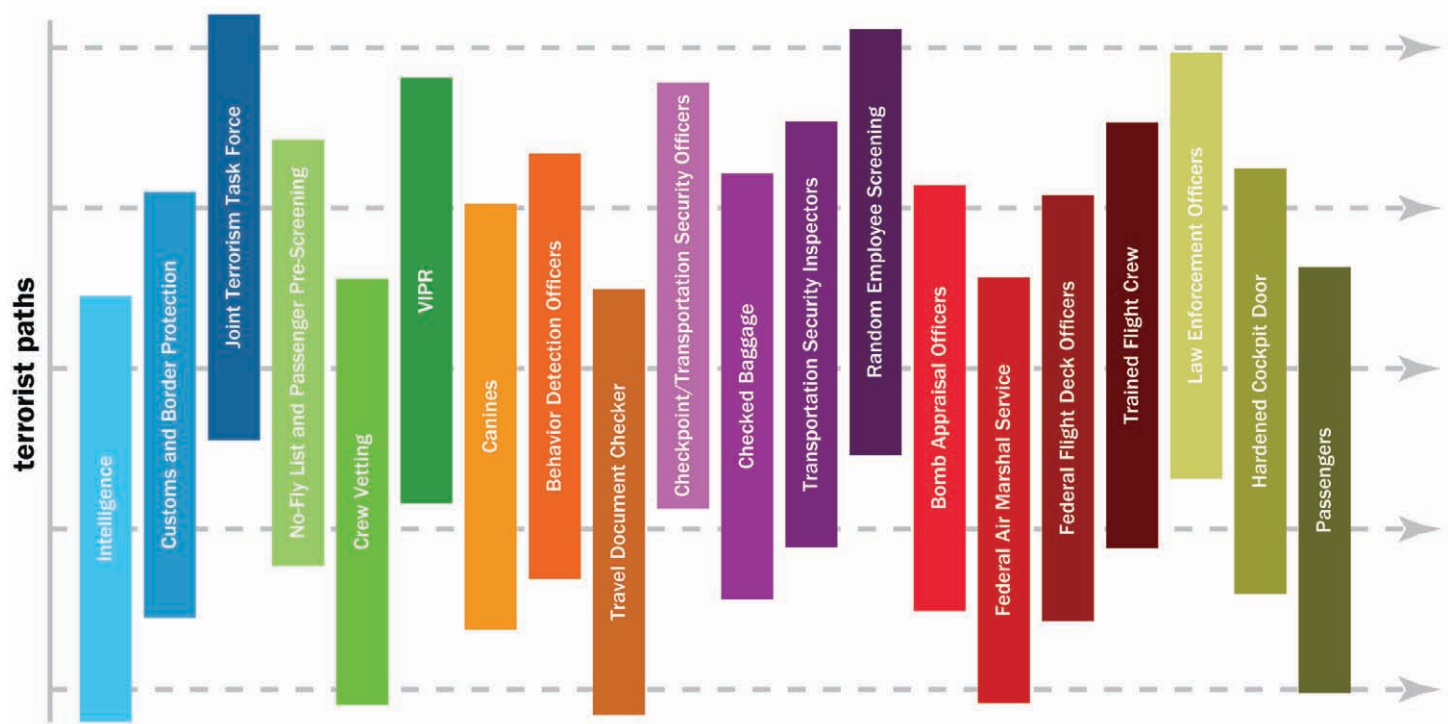 terrorist paths
Intelligence
Customs and Border Protection
Joint Terrorism Task Force
No-Fly List and Passenger Pre-Screening
Crew Vetting
VIPR
Canines
Behavior Detection Officers
Travel Document Checker
Checkpoint/Transportation Security Officers
Checked Baggage
Transportation Security Inspectors
Random Employee Screening
Bomb Appraisal Officers
Federal Air Marshal Service
Federal Flight Deck Officers
Trained Flight Crew
Law Enforcement Officers
Hardened Cockpit Door
Passengers